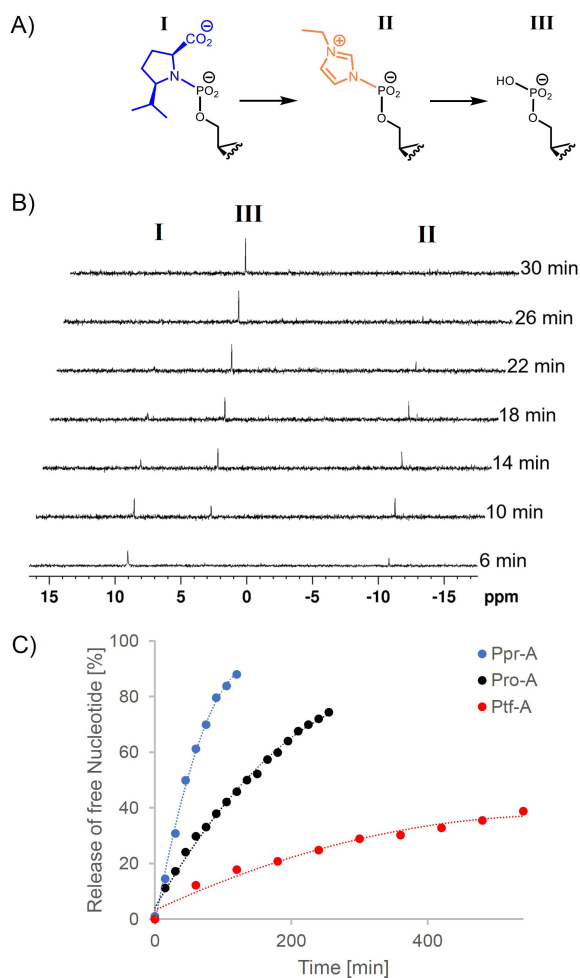 A)
I
II
III
CO2⊖
N
PO2⊖
O
N⊕
N
PO2⊖
O
HO
PO2⊖
O
B)
I
III
II
30 min
26 min
22 min
18 min
14 min
10 min
6 min
15 10 5 0 -5 -10 -15 ppm
C)
Release of free Nucleotide [%]
100
80
60
40
20
0
0 200 400
Time [min]
Ppr-A
Pro-A
Ptf-A